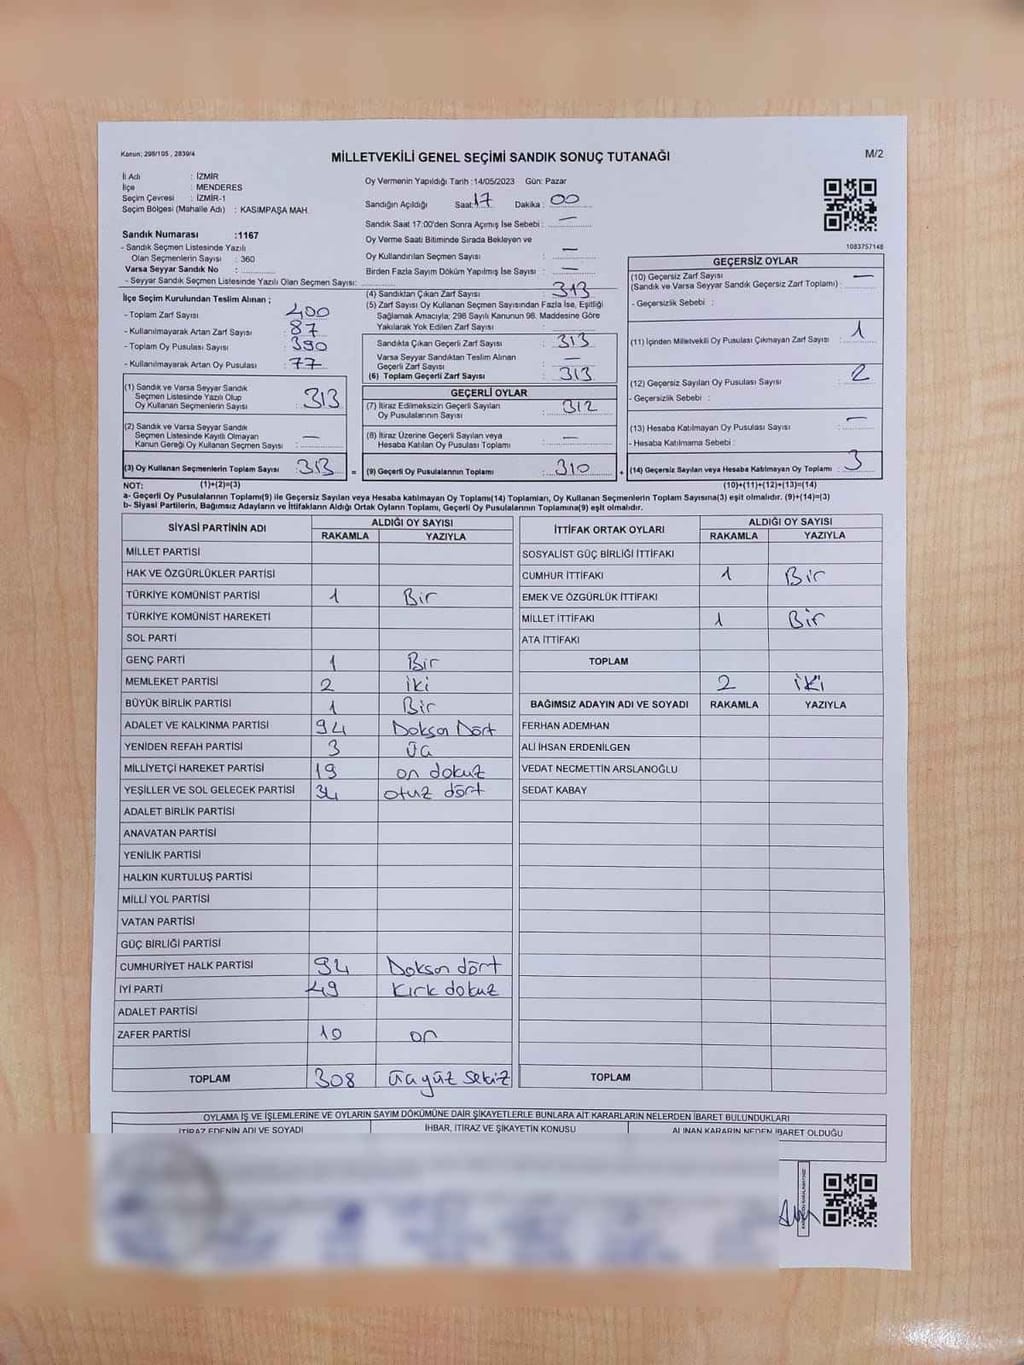 Kanun: 298/105 , 2839/4
MİLLETVEKİLİ GENEL SEÇİMİ SANDIK SONUÇ TUTANAĞI
M/2
İl Adı : İZMİR
İlçe : MENDERES
Seçim Çevresi : İZMİR-1
Seçim Bölgesi (Mahalle Adı) : KASIMPAŞA MAH.
Sandık Numarası :1167
- Sandık Seçmen Listesinde Yazılı
Olan Seçmenlerin Sayısı : 360
Varsa Seyyar Sandık No :
- Seyyar Sandık Seçmen Listesinde Yazılı Olan Seçmen Sayısı:
Oy Vermenin Yapıldığı Tarih :14/05/2023 Gün: Pazar
Sandığın Açıldığı Saat: 17 Dakika : 00
Sandık Saat 17:00'den Sonra Açılmış İse Sebebi : —
Oy Verme Saati Bitiminde Sırada Bekleyen ve
Oy Kullandırılan Seçmen Sayısı : —
Birden Fazla Sayım Döküm Yapılmış İse Sayısı : —
1083757148
İlçe Seçim Kurulundan Teslim Alınan ;
- Toplam Zarf Sayısı : 400
- Kullanılmayarak Artan Zarf Sayısı : 87
- Toplam Oy Pusulası Sayısı : 390
- Kullanılmayarak Artan Oy Pusulası : 77
(1) Sandık ve Varsa Seyyar Sandık
Seçmen Listesinde Yazılı Olup
Oy Kullanan Seçmenlerin Sayısı : 313
(2) Sandık ve Varsa Seyyar Sandık
Seçmen Listesinde Kayıtlı Olmayan
Kanun Gereği Oy Kullanan Seçmen Sayısı : —
(3) Oy Kullanan Seçmenlerin Toplam Sayısı : 313 =
(4) Sandıktan Çıkan Zarf Sayısı : 313
(5) Zarf Sayısı Oy Kullanan Seçmen Sayısından Fazla İse, Eşitliği
Sağlamak Amacıyla; 298 Sayılı Kanunun 98. Maddesine Göre
Yakılarak Yok Edilen Zarf Sayısı :
Sandıkta Çıkan Geçerli Zarf Sayısı : 313
Varsa Seyyar Sandıktan Teslim Alınan
Geçerli Zarf Sayısı : —
(6) Toplam Geçerli Zarf Sayısı : 313
GEÇERLİ OYLAR
(7) İtiraz Edilmeksizin Geçerli Sayılan
Oy Pusulalarının Sayısı : 312
(8) İtiraz Üzerine Geçerli Sayılan veya
Hesaba Katılan Oy Pusulası Toplamı : —
(9) Geçerli Oy Pusulalarının Toplamı : 310 +
GEÇERSİZ OYLAR
(10) Geçersiz Zarf Sayısı
(Sandık ve Varsa Seyyar Sandık Geçersiz Zarf Toplamı) : —
- Geçersizlik Sebebi :
(11) İçinden Milletvekili Oy Pusulası Çıkmayan Zarf Sayısı : 1
(12) Geçersiz Sayılan Oy Pusulası Sayısı : 2
- Geçersizlik Sebebi :
(13) Hesaba Katılmayan Oy Pusulası Sayısı : —
- Hesaba Katılmama Sebebi :
(14) Geçersiz Sayılan veya Hesaba Katılmayan Oy Toplamı : 3
NOT: (1)+(2)=(3) (10)+(11)+(12)+(13)=(14)
a- Geçerli Oy Pusulalarının Toplamı(9) ile Geçersiz Sayılan veya Hesaba katılmayan Oy Toplamı(14) Toplamları, Oy Kullanan Seçmenlerin Toplam Sayısına(3) eşit olmalıdır. (9)+(14)=(3)
b- Siyasi Partilerin, Bağımsız Adayların ve İttifakların Aldığı Ortak Oyların Toplamı, Geçerli Oy Pusulalarının Toplamına(9) eşit olmalıdır.
SİYASİ PARTİNİN ADI ALDIĞI OY SAYISI
RAKAMLA YAZIYLA
MİLLET PARTİSİ
HAK VE ÖZGÜRLÜKLER PARTİSİ
TÜRKİYE KOMÜNİST PARTİSİ 1 Bir
TÜRKİYE KOMÜNİST HAREKETİ
SOL PARTİ
GENÇ PARTİ 1 Bir
MEMLEKET PARTİSİ 2 iki
BÜYÜK BİRLİK PARTİSİ 1 Bir
ADALET VE KALKINMA PARTİSİ 94 Doksan Dört
YENİDEN REFAH PARTİSİ 3 Üç
MİLLİYETÇİ HAREKET PARTİSİ 19 on dokuz
YEŞİLLER VE SOL GELECEK PARTİSİ 34 otuz dört
ADALET BİRLİK PARTİSİ
ANAVATAN PARTİSİ
YENİLİK PARTİSİ
HALKIN KURTULUŞ PARTİSİ
MİLLİ YOL PARTİSİ
VATAN PARTİSİ
GÜÇ BİRLİĞİ PARTİSİ
CUMHURİYET HALK PARTİSİ 94 Doksan dört
İYİ PARTİ 49 Kırk dokuz
ADALET PARTİSİ
ZAFER PARTİSİ 10 on
TOPLAM 308 Üçyüz Sekiz
İTTİFAK ORTAK OYLARI ALDIĞI OY SAYISI
RAKAMLA YAZIYLA
SOSYALİST GÜÇ BİRLİĞİ İTTİFAKI
CUMHUR İTTİFAKI 1 Bir
EMEK VE ÖZGÜRLÜK İTTİFAKI
MİLLET İTTİFAKI 1 Bir
ATA İTTİFAKI
TOPLAM
2 iki
BAĞIMSIZ ADAYIN ADI VE SOYADI RAKAMLA YAZIYLA
FERHAN ADEMHAN
ALİ İHSAN ERDENİLGEN
VEDAT NECMETTİN ARSLANOĞLU
SEDAT KABAY
TOPLAM
OYLAMA İŞ VE İŞLEMLERİNE VE OYLARIN SAYIM DÖKÜMÜNE DAİR ŞİKAYETLERLE BUNLARA AİT KARARLARIN NELERDEN İBARET BULUNDUKLARI
İTİRAZ EDENİN ADI VE SOYADI İHBAR, İTİRAZ VE ŞİKAYETİN KONUSU ALINAN KARARIN NEDEN İBARET OLDUĞU